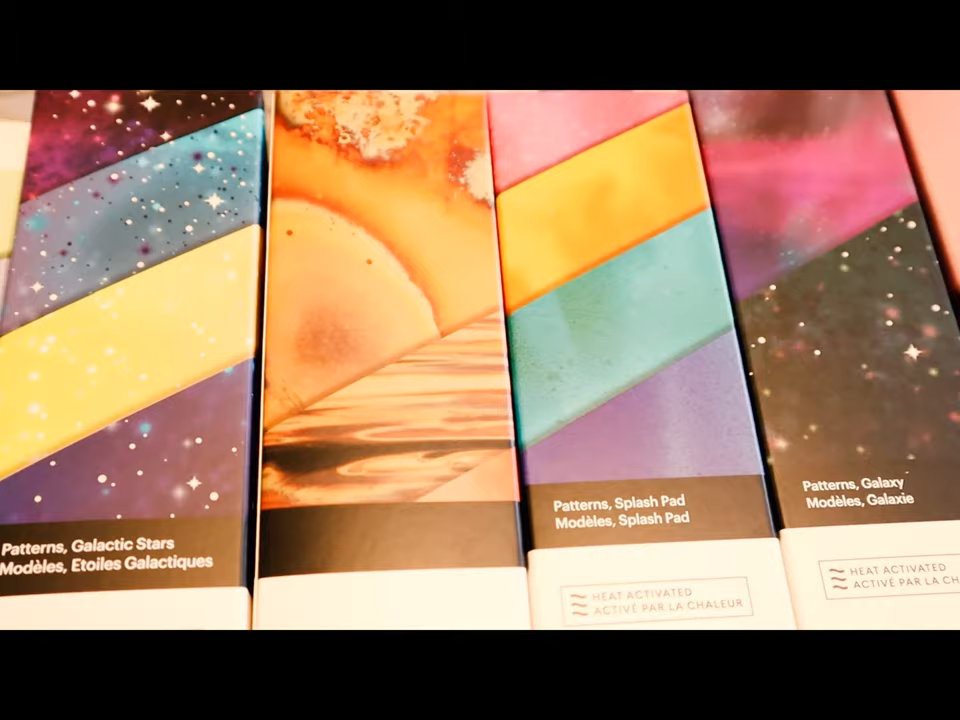 Patterns, Galactic Stars
Modèles, Etoiles Galactiques
Patterns, Splash Pad
Modèles, Splash Pad
HEAT ACTIVATED
ACTIVÉ PAR LA CHALEUR
Patterns, Galaxy
Modèles, Galaxie
HEAT ACTIVATED
ACTIVÉ PAR LA CH